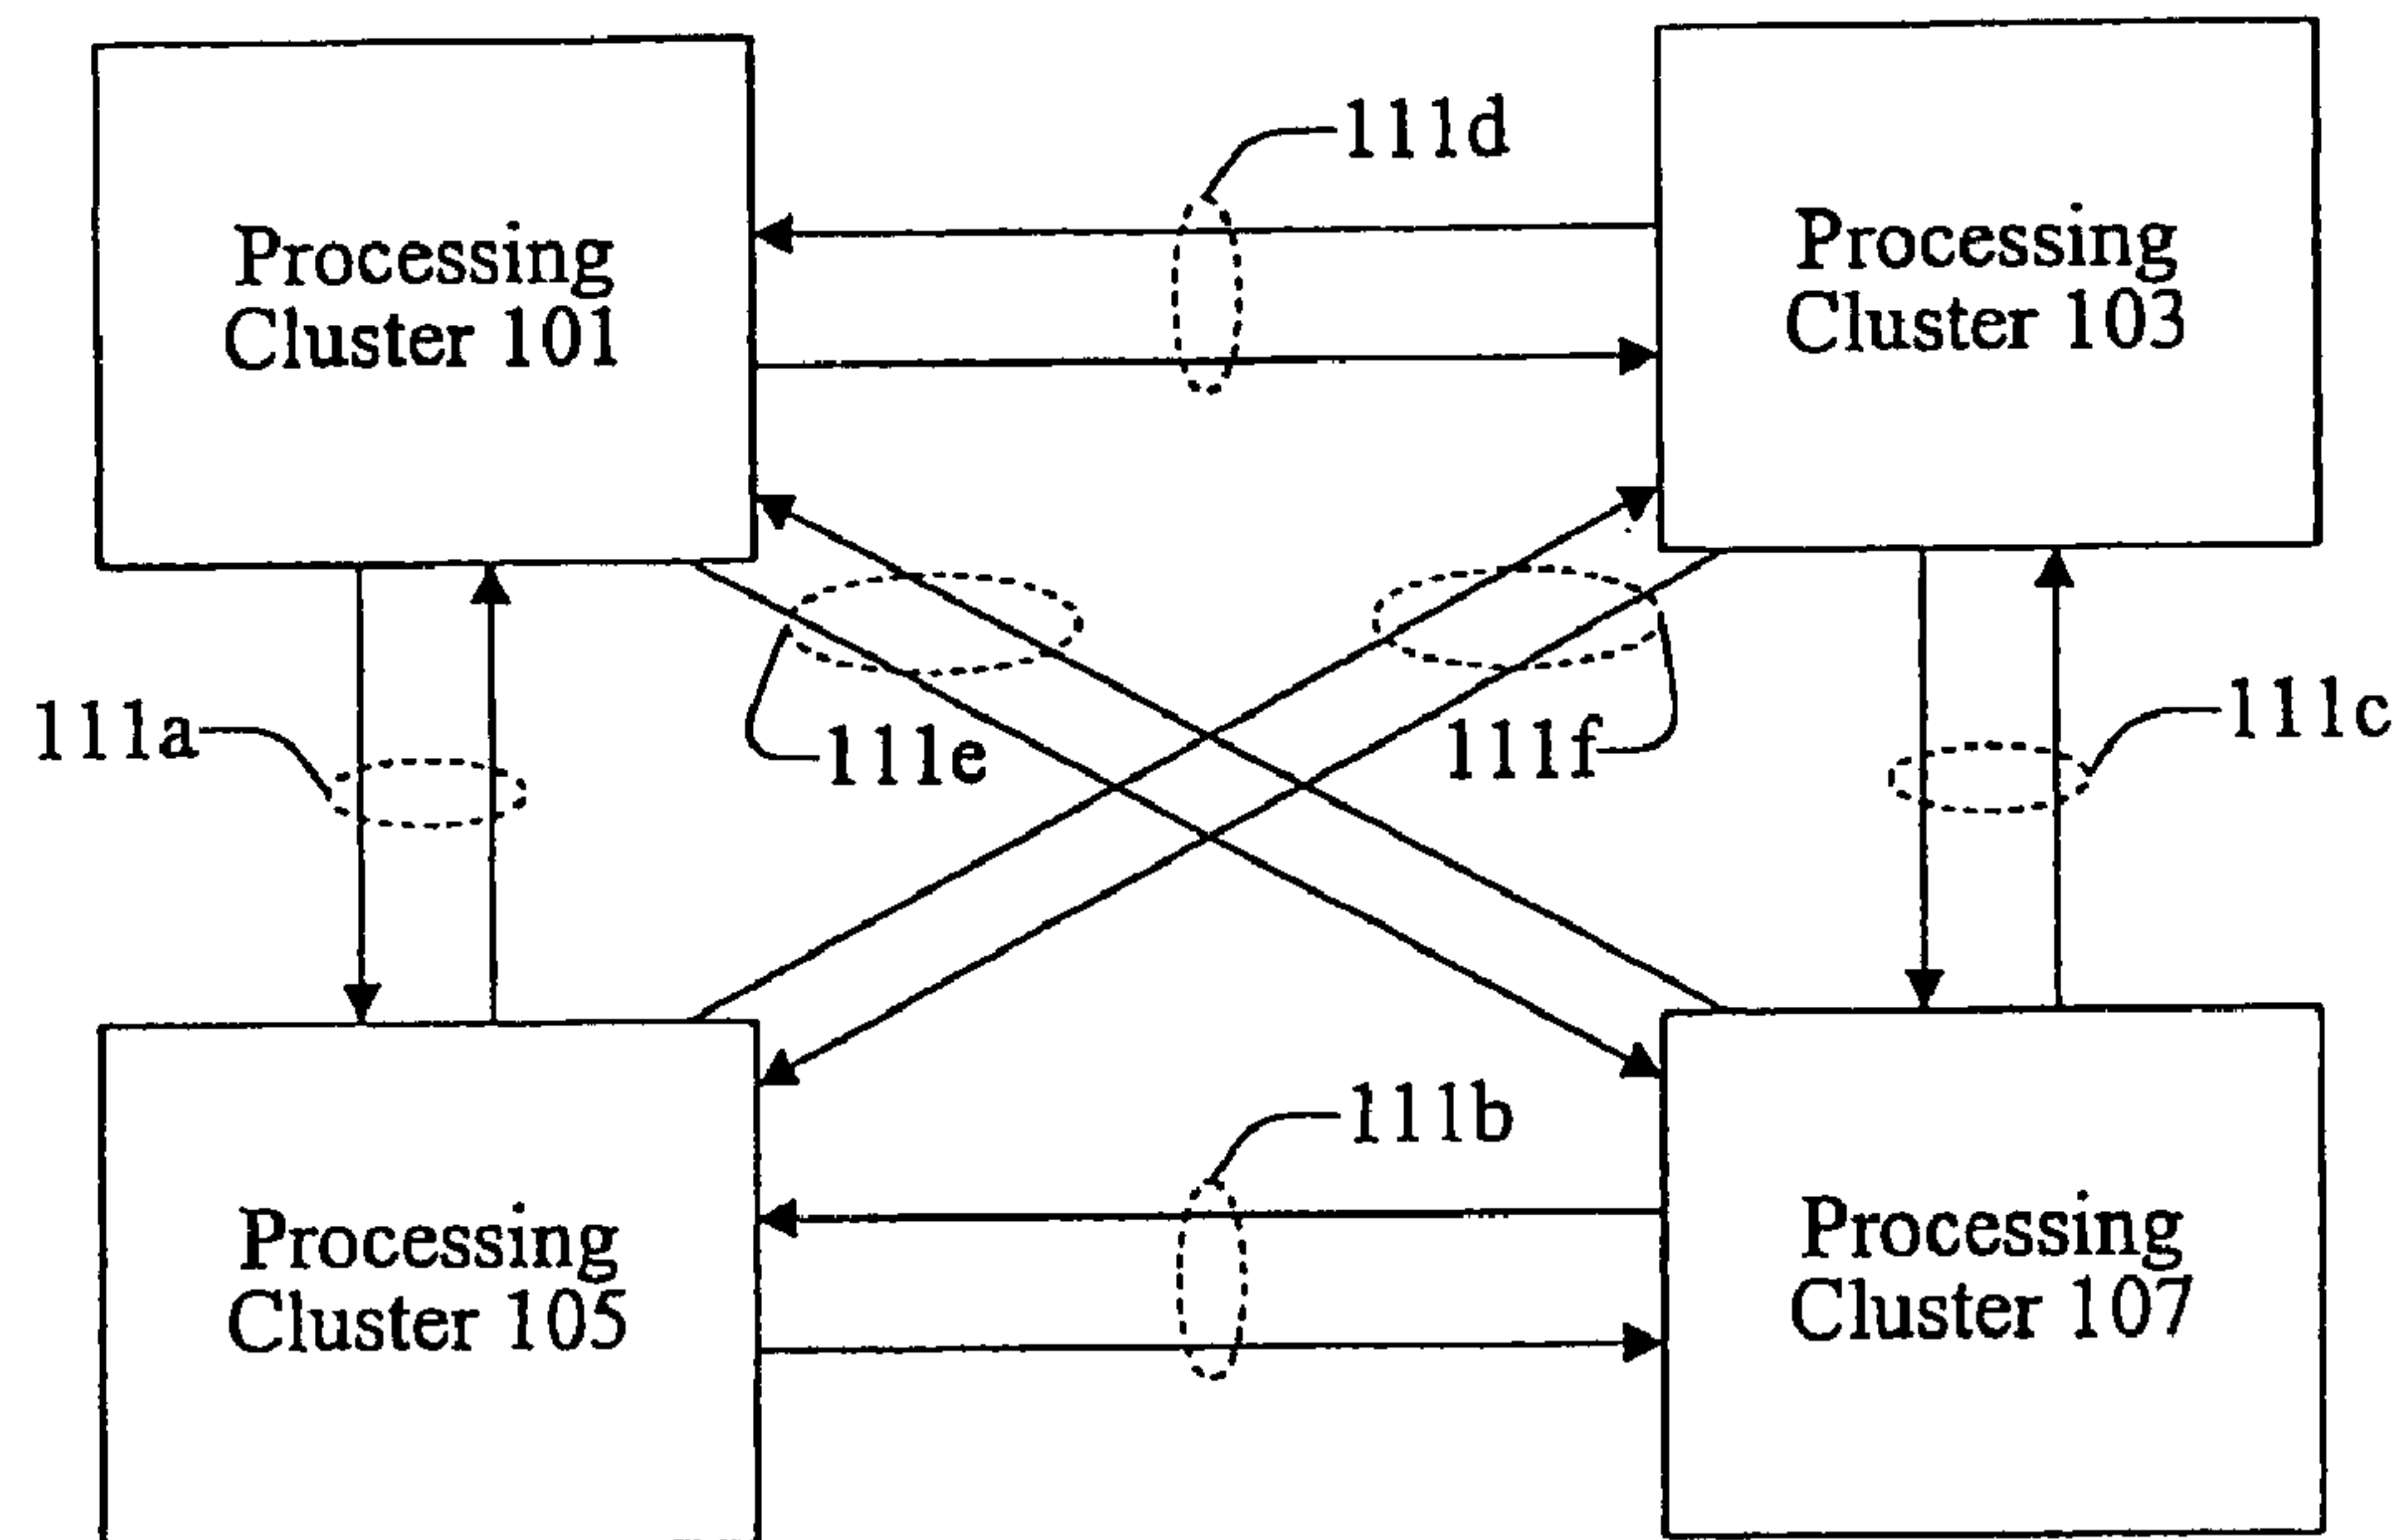 111d
Processing
Cluster 101
Processing
Cluster 103
111a
111e
111f
111c
111b
Processing
Cluster 105
Processing
Cluster 107